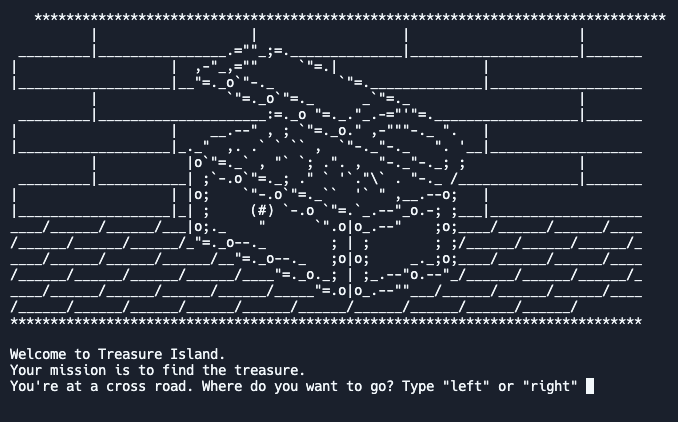 Welcome to Treasure Island.
Your mission is to find the treasure.
You're at a cross road. Where do you want to go? Type "left" or "right"